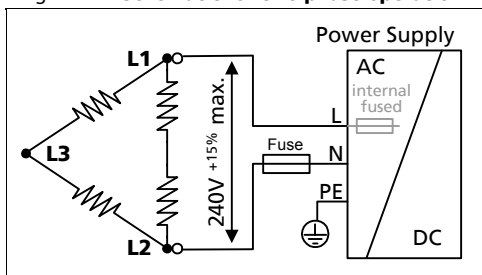 Power Supply
L1
AC
internal
fused
240V +15% max.
L
Fuse
N
L3
PE
L2
DC